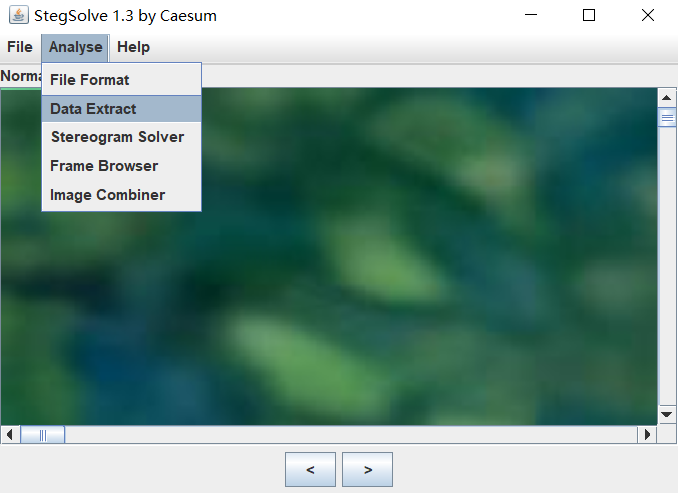 StegSolve 1.3 by Caesum
File Analyse Help
Norma
File Format
Data Extract
Stereogram Solver
Frame Browser
Image Combiner
< >